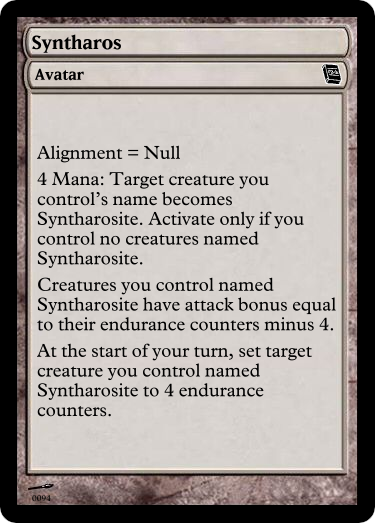 Syntharos
Avatar
Alignment = Null
4 Mana: Target creature you
control's name becomes
Syntharosite. Activate only if you
control no creatures named
Syntharosite.
Creatures you control named
Syntharosite have attack bonus equal
to their endurance counters minus 4.
At the start of your turn, set target
creature you control named
Syntharosite to 4 endurance
counters.
0094